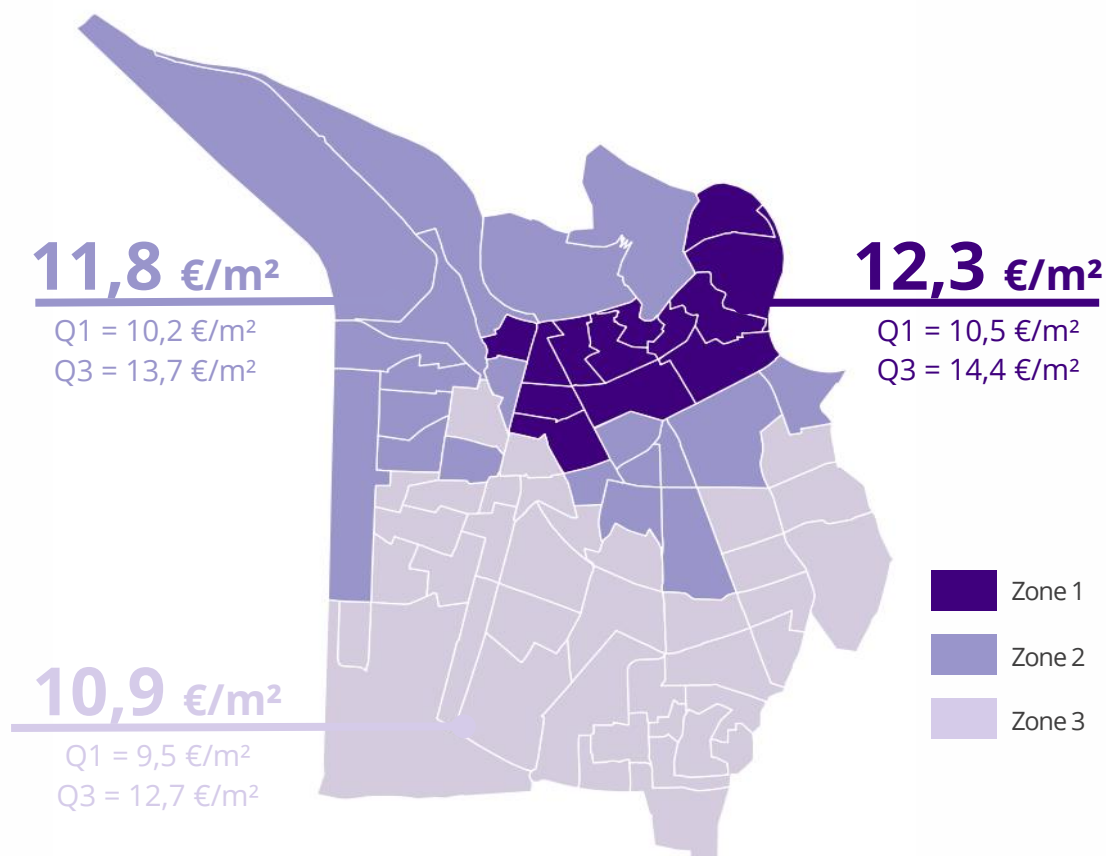 11,8 €/m²
Q1 = 10,2 €/m²
Q3 = 13,7 €/m²
12,3 €/m²
Q1 = 10,5 €/m²
Q3 = 14,4 €/m²
Zone 1
Zone 2
Zone 3
10,9 €/m²
Q1 = 9,5 €/m²
Q3 = 12,7 €/m²